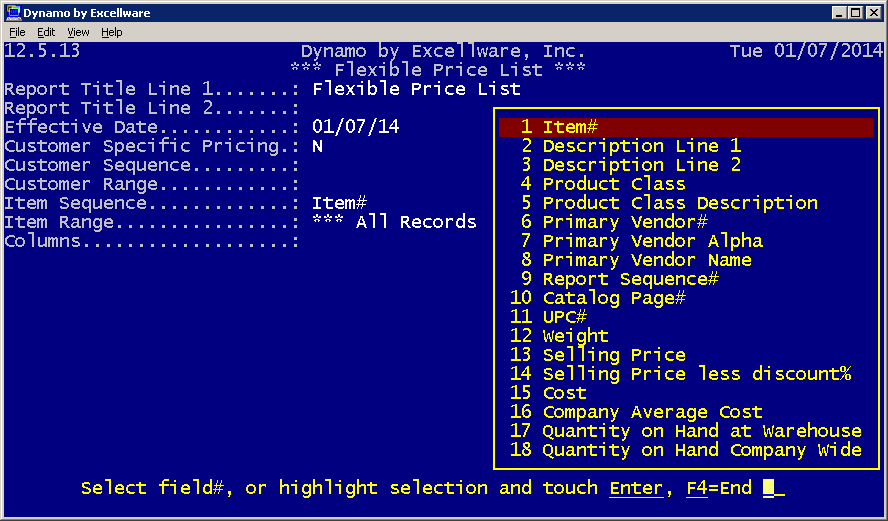 Dynamo by Excellware
File Edit View Help
12.5.13 Dynamo by Excellware, Inc. Tue 01/07/2014
*** Flexible Price List ***
Report Title Line 1.......: Flexible Price List
Report Title Line 2.......:
Effective Date............: 01/07/14
Customer Specific Pricing.: N
Customer Sequence.........:
Customer Range............:
Item Sequence.............: Item#
Item Range................: *** All Records
Columns...................:
1 Item#
2 Description Line 1
3 Description Line 2
4 Product Class
5 Product Class Description
6 Primary Vendor#
7 Primary Vendor Alpha
8 Primary Vendor Name
9 Report Sequence#
10 Catalog Page#
11 UPC#
12 Weight
13 Selling Price
14 Selling Price less discount%
15 Cost
16 Company Average Cost
17 Quantity on Hand at Warehouse
18 Quantity on Hand Company Wide
Select field#, or highlight selection and touch Enter, F4=End